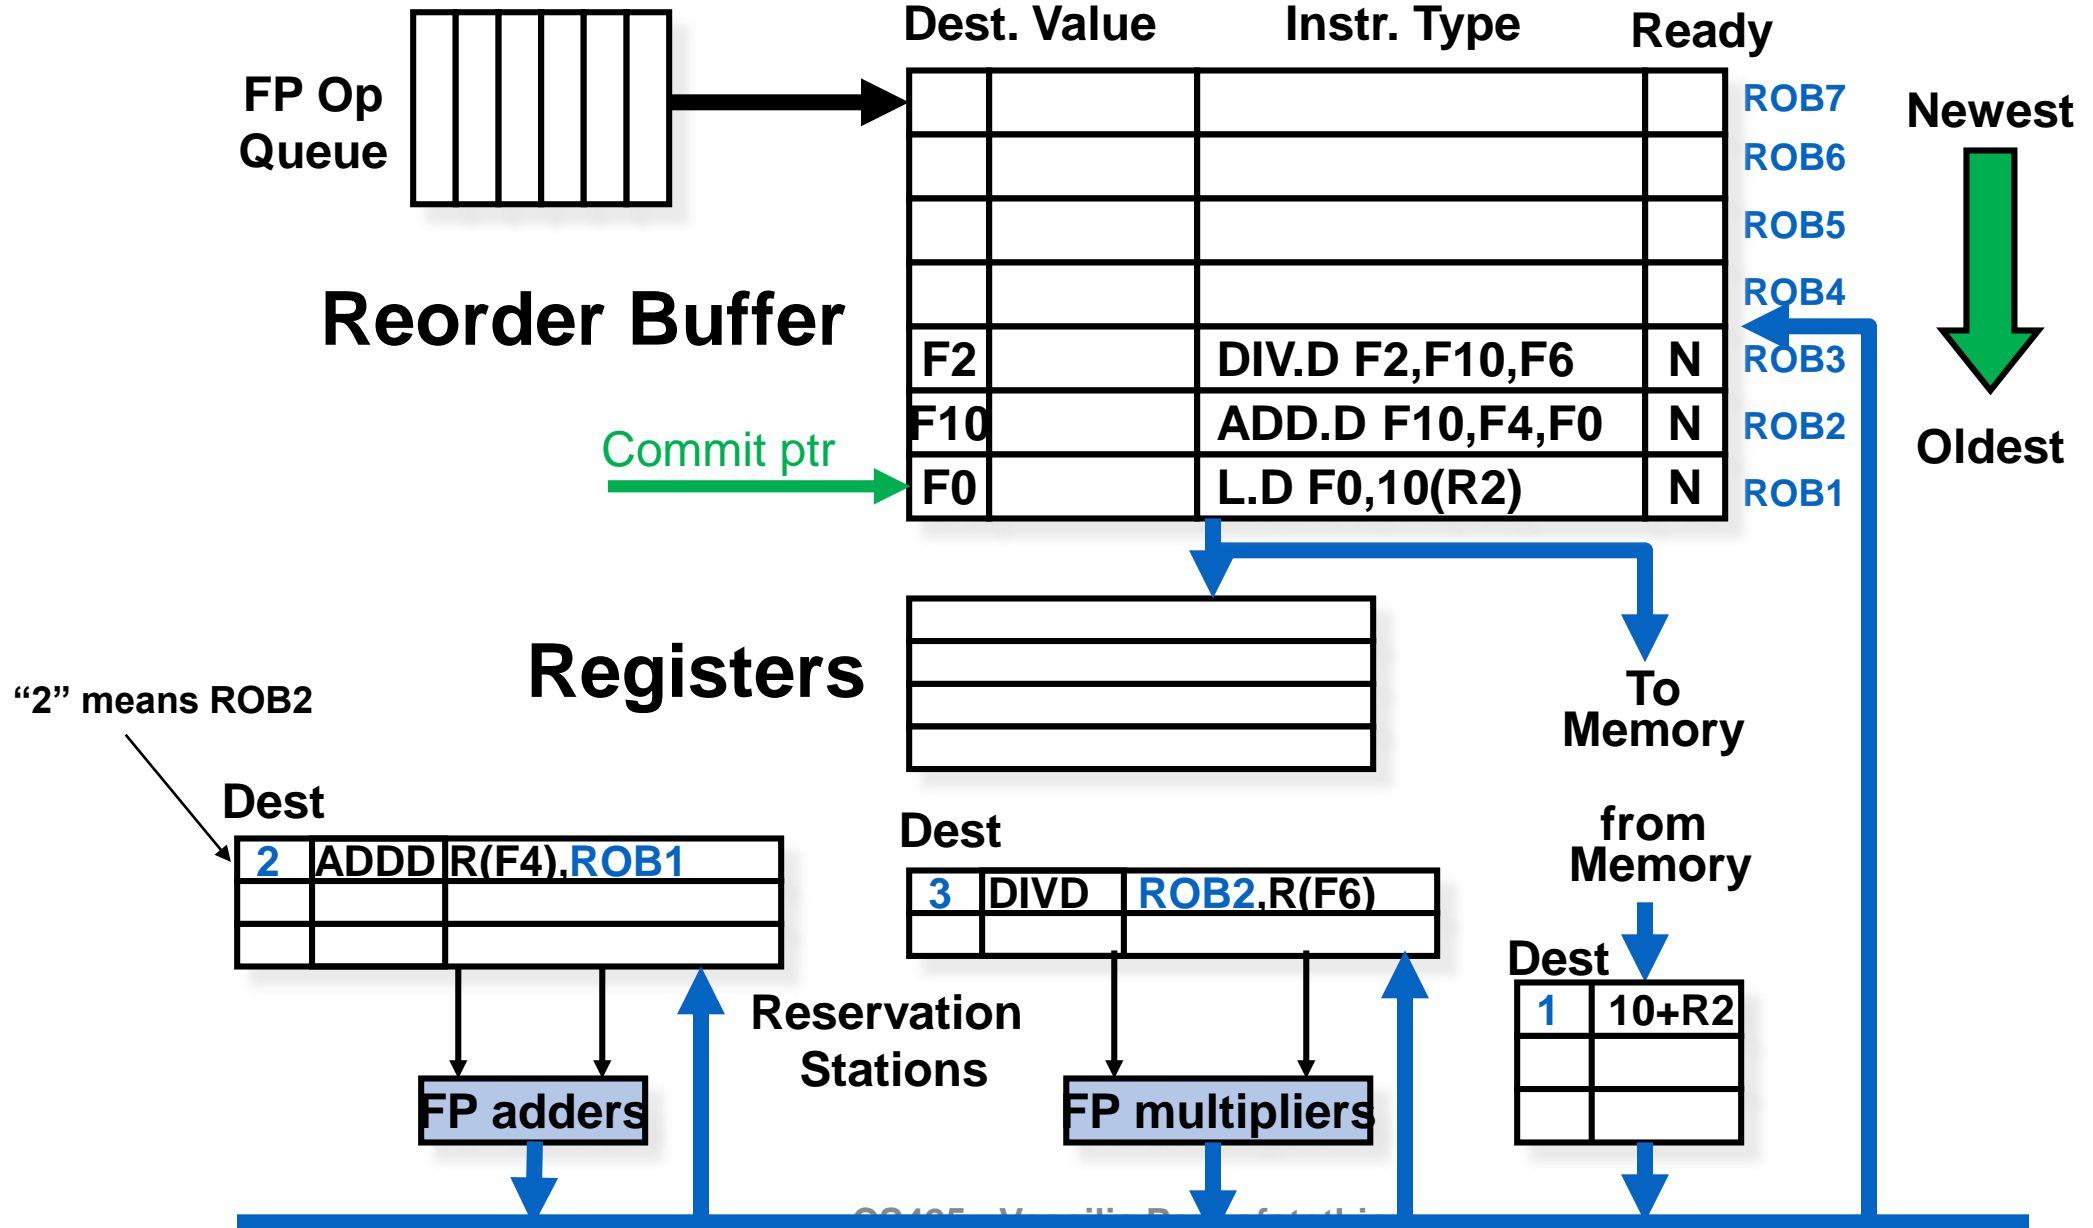 Dest. Value Instr. Type Ready
FP Op
Queue
ROB7
ROB6
ROB5
ROB4
Newest
Oldest
Reorder Buffer
F2 DIV.D F2,F10,F6 N ROB3
F10 ADD.D F10,F4,F0 N ROB2
Commit ptr
F0 L.D F0,10(R2) N ROB1
Registers
To
Memory
“2” means ROB2
Dest
2 ADDD R(F4),ROB1
Dest
3 DIVD ROB2,R(F6)
from
Memory
Dest
1 10+R2
Reservation
Stations
FP adders
FP multipliers